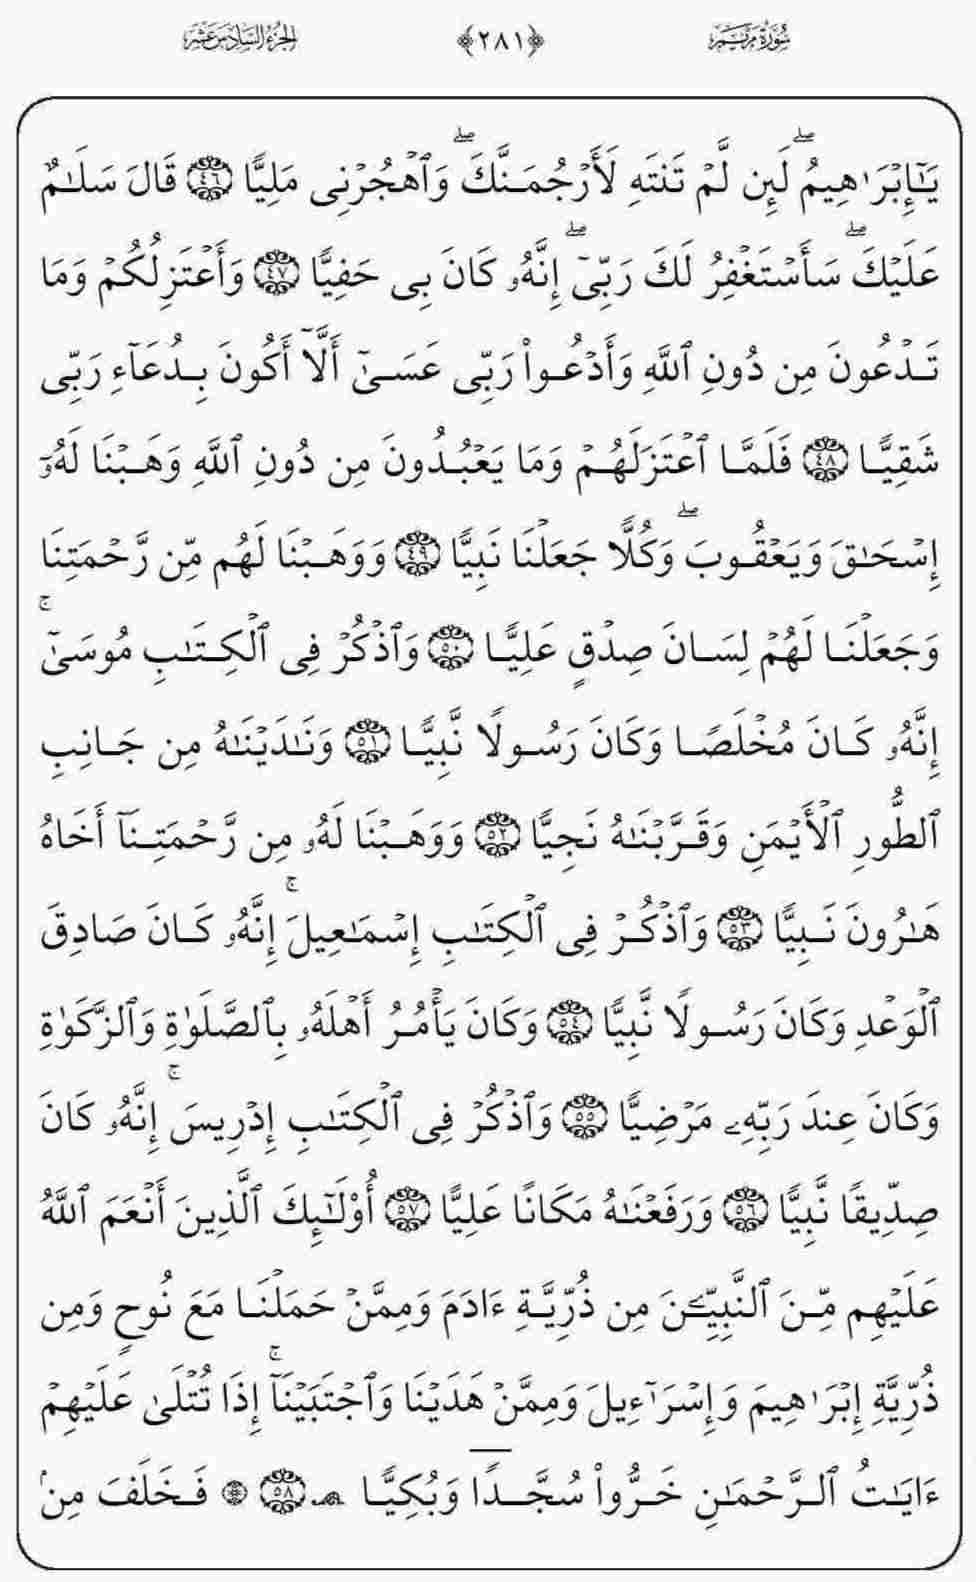 سُورَةُ مَرْيَم ﴿٢٨١﴾ الجُزْءُ السَّادِسَ عَشَرَ
يَـٰٓإِبۡرَٰهِيمُۖ لَئِن لَّمۡ تَنتَهِ لَأَرۡجُمَنَّكَۖ وَٱهۡجُرۡنِى مَلِيًّا ٤٦ قَالَ سَلَـٰمٌ
عَلَيۡكَۖ سَأَسۡتَغۡفِرُ لَكَ رَبِّىٓۖ إِنَّهُۥ كَانَ بِى حَفِيًّا ٤٧ وَأَعۡتَزِلُكُمۡ وَمَا
تَدۡعُونَ مِن دُونِ ٱللَّهِ وَأَدۡعُواْ رَبِّى عَسَىٰٓ أَلَّآ أَكُونَ بِدُعَآءِ رَبِّى
شَقِيًّا ٤٨ فَلَمَّا ٱعۡتَزَلَهُمۡ وَمَا يَعۡبُدُونَ مِن دُونِ ٱللَّهِ وَهَبۡنَا لَهُۥٓ
إِسۡحَـٰقَ وَيَعۡقُوبَۖ وَكُلًّا جَعَلۡنَا نَبِيًّا ٤٩ وَوَهَبۡنَا لَهُم مِّن رَّحۡمَتِنَا
وَجَعَلۡنَا لَهُمۡ لِسَانَ صِدۡقٍ عَلِيًّا ٥٠ وَٱذۡكُرۡ فِى ٱلۡكِتَـٰبِ مُوسَىٰٓۚ
إِنَّهُۥ كَانَ مُخۡلَصًا وَكَانَ رَسُولًا نَّبِيًّا ٥١ وَنَـٰدَيۡنَـٰهُ مِن جَانِبِ
ٱلطُّورِ ٱلۡأَيۡمَنِ وَقَرَّبۡنَـٰهُ نَجِيًّا ٥٢ وَوَهَبۡنَا لَهُۥ مِن رَّحۡمَتِنَآ أَخَاهُ
هَـٰرُونَ نَبِيًّا ٥٣ وَٱذۡكُرۡ فِى ٱلۡكِتَـٰبِ إِسۡمَـٰعِيلَۚ إِنَّهُۥ كَانَ صَادِقَ
ٱلۡوَعۡدِ وَكَانَ رَسُولًا نَّبِيًّا ٥٤ وَكَانَ يَأۡمُرُ أَهۡلَهُۥ بِٱلصَّلَوٰةِ وَٱلزَّكَوٰةِ
وَكَانَ عِندَ رَبِّهِۦ مَرۡضِيًّا ٥٥ وَٱذۡكُرۡ فِى ٱلۡكِتَـٰبِ إِدۡرِيسَۚ إِنَّهُۥ كَانَ
صِدِّيقًا نَّبِيًّا ٥٦ وَرَفَعۡنَـٰهُ مَكَانًا عَلِيًّا ٥٧ أُوْلَـٰٓئِكَ ٱلَّذِينَ أَنۡعَمَ ٱللَّهُ
عَلَيۡهِم مِّنَ ٱلنَّبِيِّـۧنَ مِن ذُرِّيَّةِ ءَادَمَ وَمِمَّنۡ حَمَلۡنَا مَعَ نُوحٍ وَمِن
ذُرِّيَّةِ إِبۡرَٰهِيمَ وَإِسۡرَـٰٓءِيلَ وَمِمَّنۡ هَدَيۡنَا وَٱجۡتَبَيۡنَآۚ إِذَا تُتۡلَىٰ عَلَيۡهِمۡ
ءَايَـٰتُ ٱلرَّحۡمَـٰنِ خَرُّواْ سُجَّدًا وَبُكِيًّا ۩ ٥٨ ۞ فَخَلَفَ مِنۢ